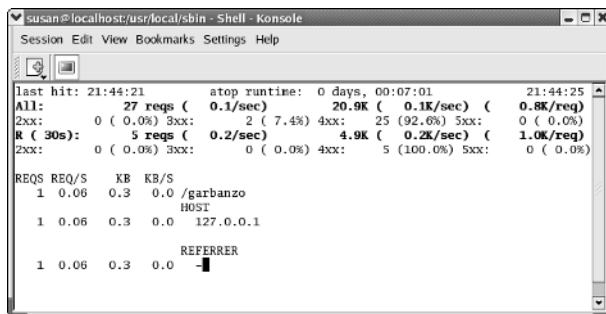 susan@localhost:/usr/local/sbin - Shell - Konsole
Session Edit View Bookmarks Settings Help
last hit: 21:44:21 atop runtime: 0 days, 00:07:01 21:44:25
All: 27 reqs ( 0.1/sec) 20.9K ( 0.1K/sec) ( 0.8K/req)
2xx: 0 ( 0.0%) 3xx: 2 ( 7.4%) 4xx: 25 (92.6%) 5xx: 0 ( 0.0%)
R ( 30s): 5 reqs ( 0.2/sec) 4.9K ( 0.2K/sec) ( 1.0K/req)
2xx: 0 ( 0.0%) 3xx: 0 ( 0.0%) 4xx: 5 (100.0%) 5xx: 0 ( 0.0%)
REQS REQ/S KB KB/S
1 0.06 0.3 0.0 /garbanzo
HOST
1 0.06 0.3 0.0 127.0.0.1
REFERRER
1 0.06 0.3 0.0 -